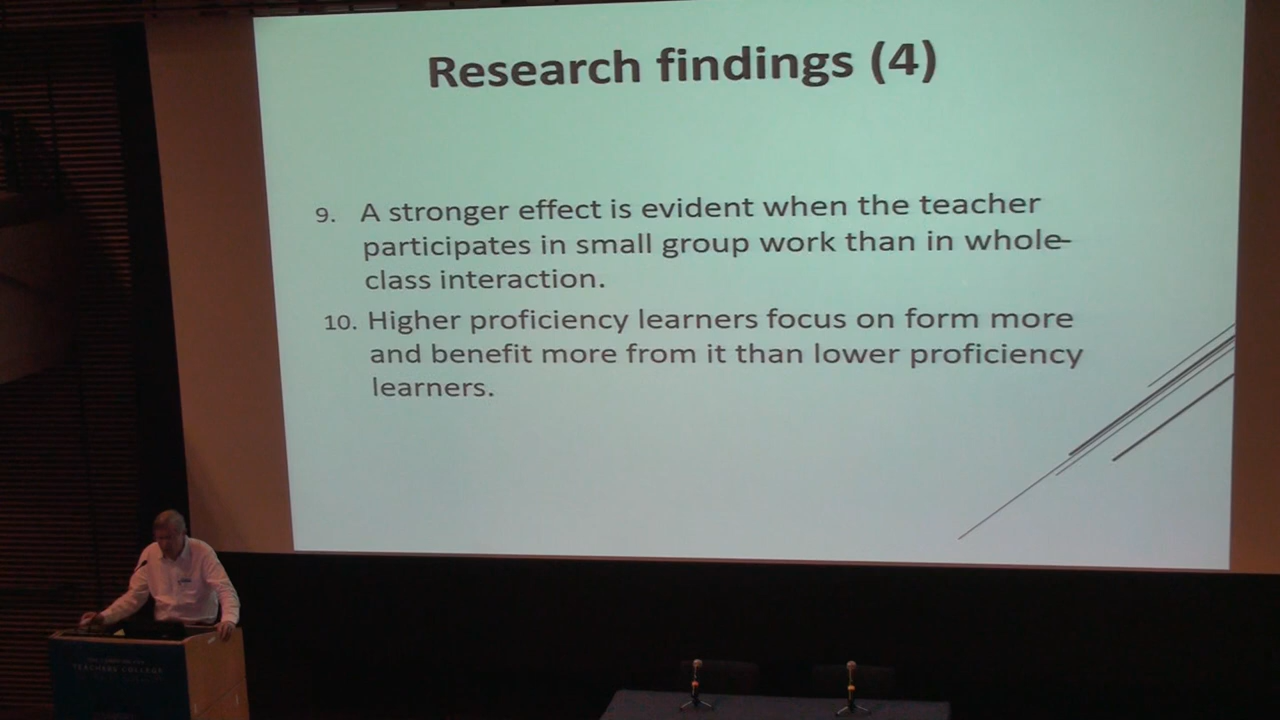 Research findings (4)
9. A stronger effect is evident when the teacher
participates in small group work than in whole-
class interaction.
10. Higher proficiency learners focus on form more
and benefit more from it than lower proficiency
learners.
TEACHERS COLLEGE